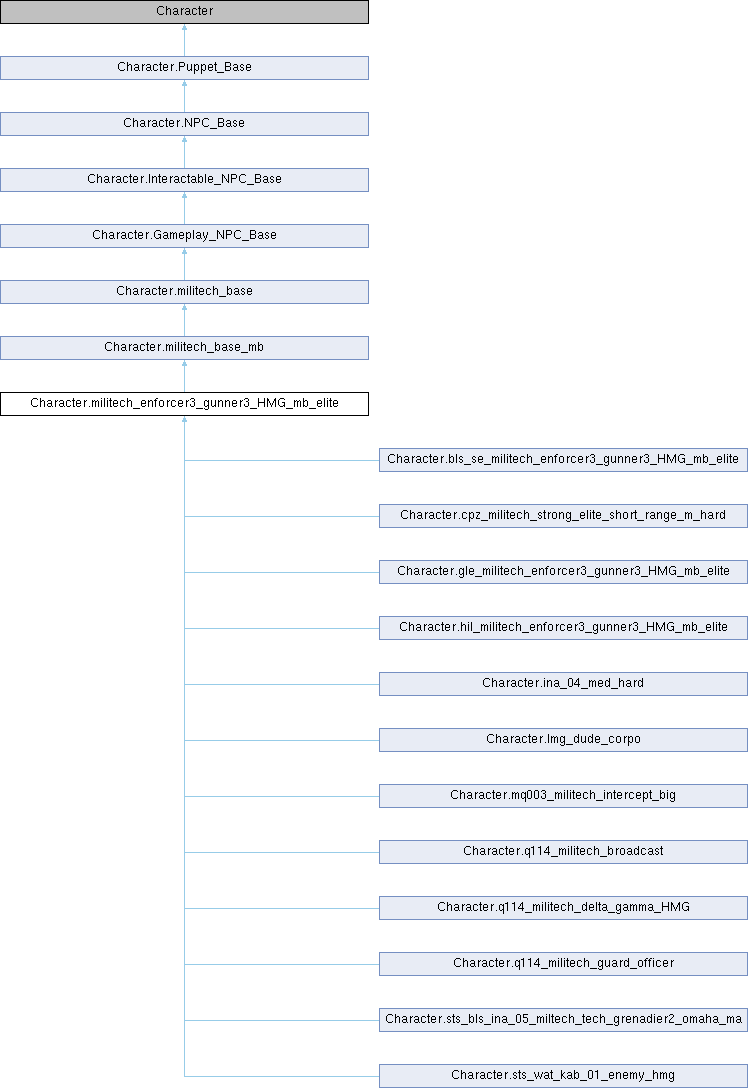 Character
Character.Puppet_Base
Character.NPC_Base
Character.Interactable_NPC_Base
Character.Gameplay_NPC_Base
Character.militech_base
Character.militech_base_mb
Character.militech_enforcer3_gunner3_HMG_mb_elite
Character.bls_se_militech_enforcer3_gunner3_HMG_mb_elite
Character.cpz_militech_strong_elite_short_range_m_hard
Character.gle_militech_enforcer3_gunner3_HMG_mb_elite
Character.hil_militech_enforcer3_gunner3_HMG_mb_elite
Character.ina_04_med_hard
Character.lmg_dude_corpo
Character.mq003_militech_intercept_big
Character.q114_militech_broadcast
Character.q114_militech_delta_gamma_HMG
Character.q114_militech_guard_officer
Character.sts_bls_ina_05_miltech_tech_grenadier2_omaha_ma
Character.sts_wat_kab_01_enemy_hmg